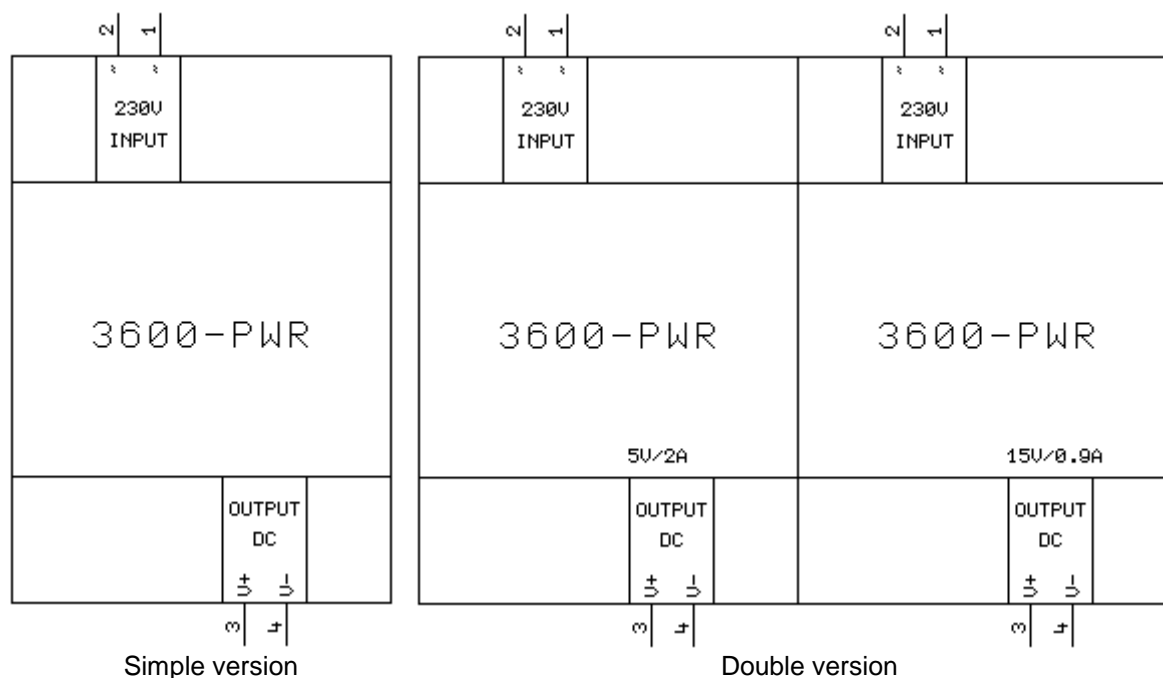 2 1
~ ~
230V
INPUT
3600-PWR
OUTPUT
DC
V+ V-
3 4
Simple version
2 1
~ ~
230V
INPUT
3600-PWR
5V/2A
OUTPUT
DC
V+ V-
3 4
2 1
~ ~
230V
INPUT
3600-PWR
15V/0.9A
OUTPUT
DC
V+ V-
3 4
Double version